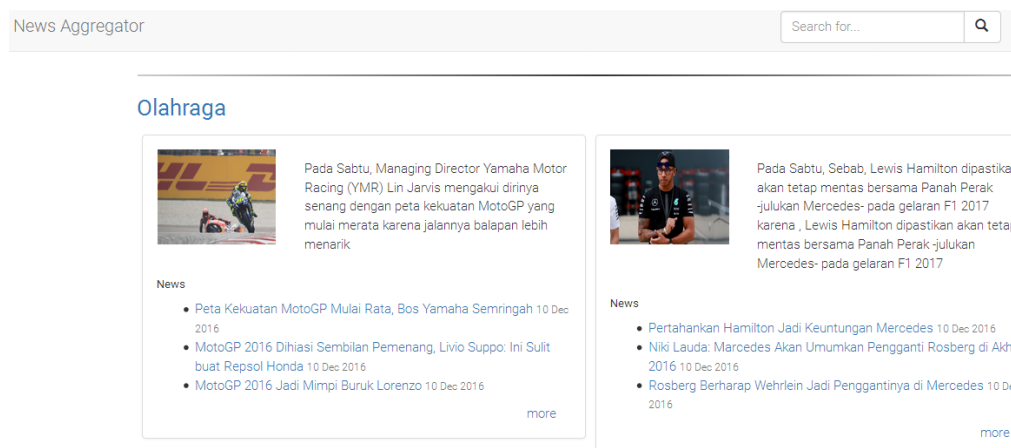 News Aggregator
Search for...
Olahraga
Pada Sabtu, Managing Director Yamaha Motor
Racing (YMR) Lin Jarvis mengakui dirinya
senang dengan peta kekuatan MotoGP yang
mulai merata karena jalannya balapan lebih
menarik
News
Peta Kekuatan MotoGP Mulai Rata, Bos Yamaha Semringah 10 Dec
2016
MotoGP 2016 Dihiasi Sembilan Pemenang, Livio Suppo: Ini Sulit
buat Repsol Honda 10 Dec 2016
MotoGP 2016 Jadi Mimpi Buruk Lorenzo 10 Dec 2016
more
Pada Sabtu, Sebab, Lewis Hamilton dipastika
akan tetap mentas bersama Panah Perak
-julukan Mercedes- pada gelaran F1 2017
karena , Lewis Hamilton dipastikan akan teta
mentas bersama Panah Perak -julukan
Mercedes- pada gelaran F1 2017
News
Pertahankan Hamilton Jadi Keuntungan Mercedes 10 Dec 2016
Niki Lauda: Marcedes Akan Umumkan Pengganti Rosberg di Akh
2016 10 Dec 2016
Rosberg Berharap Wehrlein Jadi Penggantinya di Mercedes 10 De
2016
more